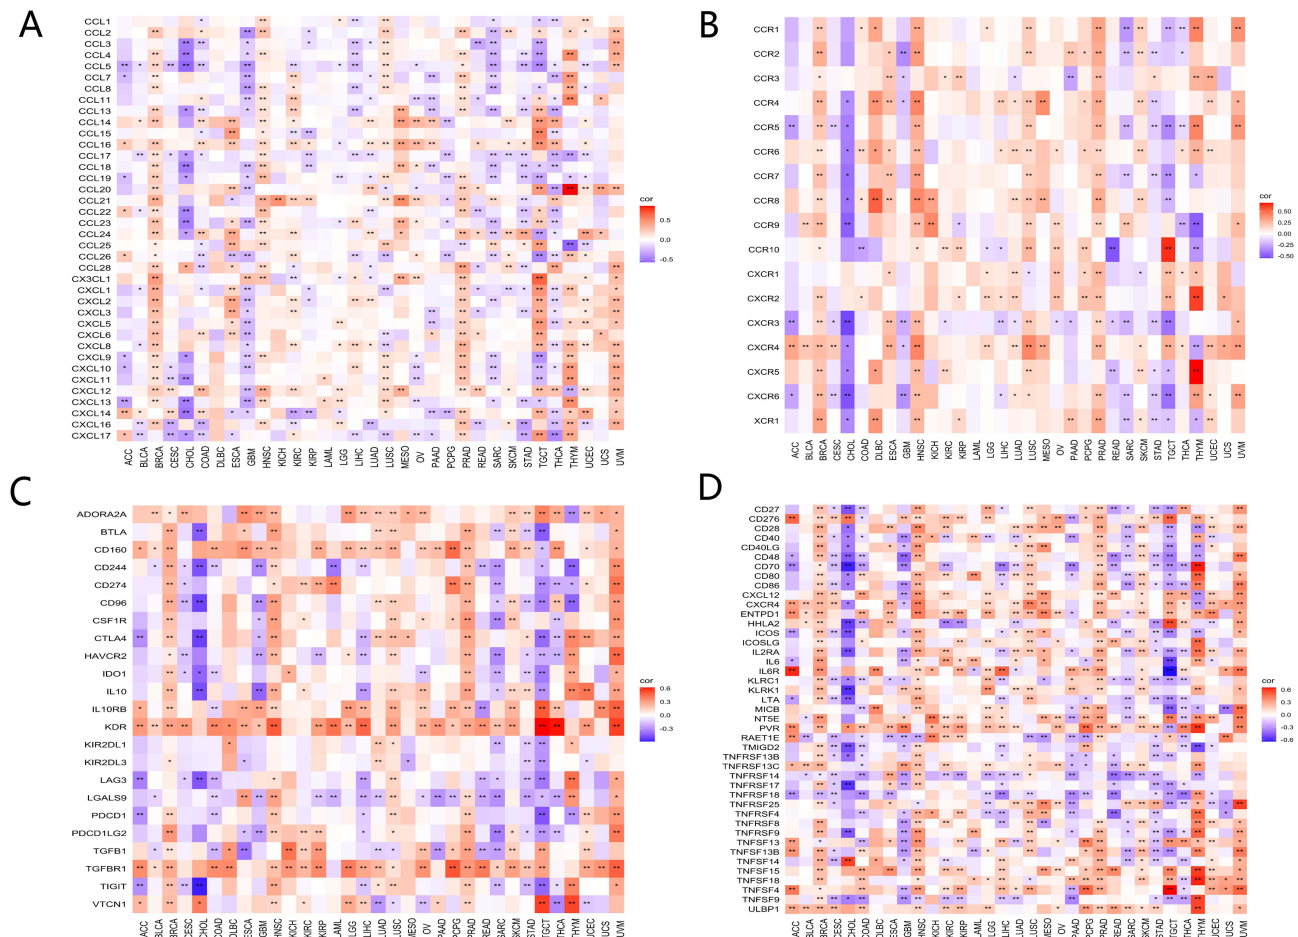 A
CCL1
CCL2
CCL3
CCL4
CCL5
CCL7
CCL8
CCL11
CCL13
CCL14
CCL15
CCL16
CCL17
CCL18
CCL19
CCL20
CCL21
CCL22
CCL23
CCL24
CCL25
CCL26
CCL28
CX3CL1
CXCL1
CXCL2
CXCL3
CXCL5
CXCL6
CXCL8
CXCL9
CXCL10
CXCL11
CXCL12
CXCL13
CXCL14
CXCL16
CXCL17
ACC BLCA BRCA CESC CHOL COAD DLBC ESCA GBM HNSC KICH KIRC KIRP LAML LGG LIHC LUAD LUSC MESO OV PAAD PCPG PRAD READ SARC SKCM STAD TGCT THCA THYM UCEC UCS UVM
cor
0.5
0.0
-0.5
B
CCR1
CCR2
CCR3
CCR4
CCR5
CCR6
CCR7
CCR8
CCR9
CCR10
CXCR1
CXCR2
CXCR3
CXCR4
CXCR5
CXCR6
XCR1
ACC BLCA BRCA CESC CHOL COAD DLBC ESCA GBM HNSC KICH KIRC KIRP LAML LGG LIHC LUAD LUSC MESO OV PAAD PCPG PRAD READ SARC SKCM STAD TGCT THCA THYM UCEC UCS UVM
cor
0.50
0.25
0.00
-0.25
-0.50
C
ADORA2A
BTLA
CD160
CD244
CD274
CD96
CSF1R
CTLA4
HAVCR2
IDO1
IL10
IL10RB
KDR
KIR2DL1
KIR2DL3
LAG3
LGALS9
PDCD1
PDCD1LG2
TGFB1
TGFBR1
TIGIT
VTCN1
ACC BLCA BRCA CESC CHOL COAD DLBC ESCA GBM HNSC KICH KIRC KIRP LAML LGG LIHC LUAD LUSC MESO OV PAAD PCPG PRAD READ SARC SKCM STAD TGCT THCA THYM UCEC UCS UVM
cor
0.6
0.3
0.0
-0.3
D
CD27
CD276
CD28
CD40
CD40LG
CD48
CD70
CD80
CD86
CXCL12
CXCR4
ENTPD1
HHLA2
ICOS
ICOSLG
IL2RA
IL6
IL6R
KLRC1
KLRK1
LTA
MICB
NT5E
PVR
RAET1E
TMIGD2
TNFRSF13B
TNFRSF13C
TNFRSF14
TNFRSF17
TNFRSF18
TNFRSF25
TNFRSF4
TNFRSF8
TNFRSF9
TNFSF13
TNFSF13B
TNFSF14
TNFSF15
TNFSF18
TNFSF4
TNFSF9
ULBP1
ACC BLCA BRCA CESC CHOL COAD DLBC ESCA GBM HNSC KICH KIRC KIRP LAML LGG LIHC LUAD LUSC MESO OV PAAD PCPG PRAD READ SARC SKCM STAD TGCT THCA THYM UCEC UCS UVM
cor
0.6
0.3
0.0
-0.3
-0.6